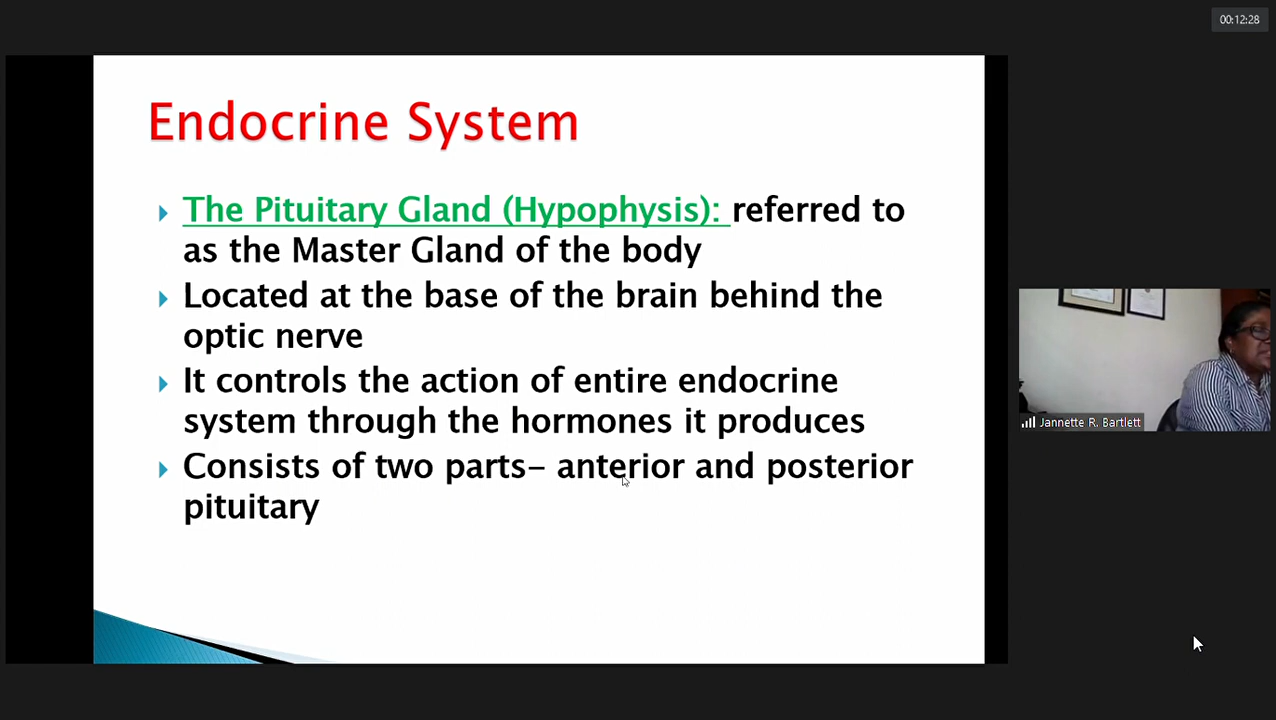 00:12:28
Endocrine System
The Pituitary Gland (Hypophysis): referred to
as the Master Gland of the body
Located at the base of the brain behind the
optic nerve
It controls the action of entire endocrine
system through the hormones it produces
Consists of two parts– anterior and posterior
pituitary
Jannette R. Bartlett